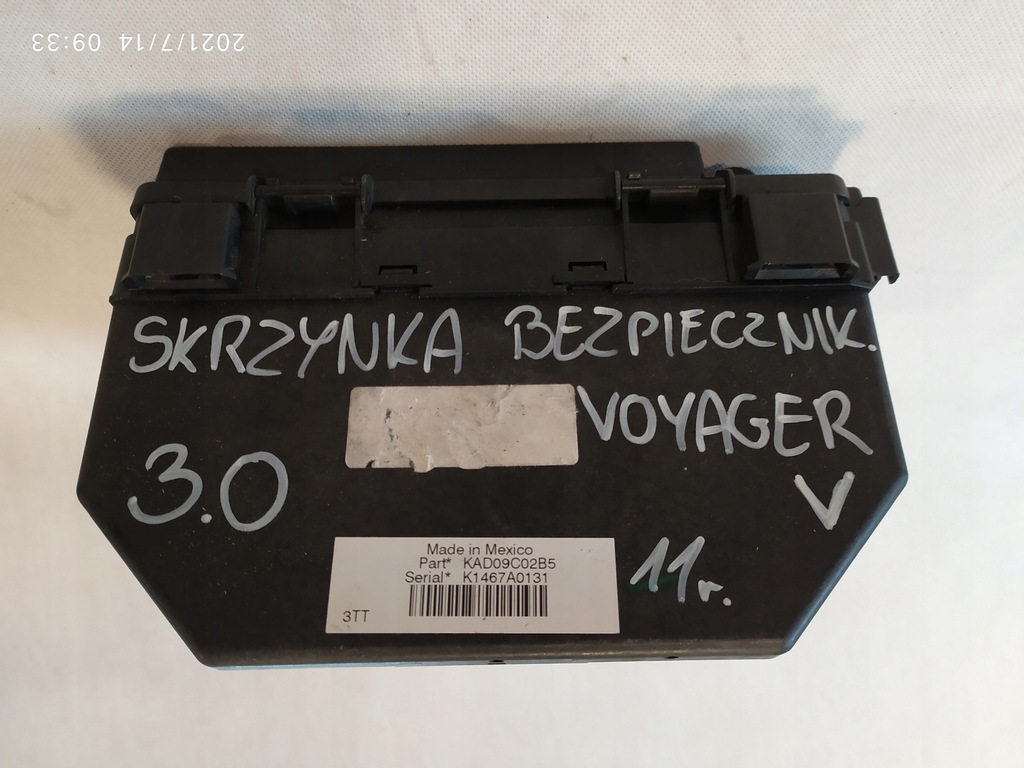 2021/7/14 09:33
SKRZYNKA BEZPIECZNIK.
VOYAGER
3.0
V
Made in Mexico
Part* KAD09C02B5
Serial* K1467A0131
3TT
11r.